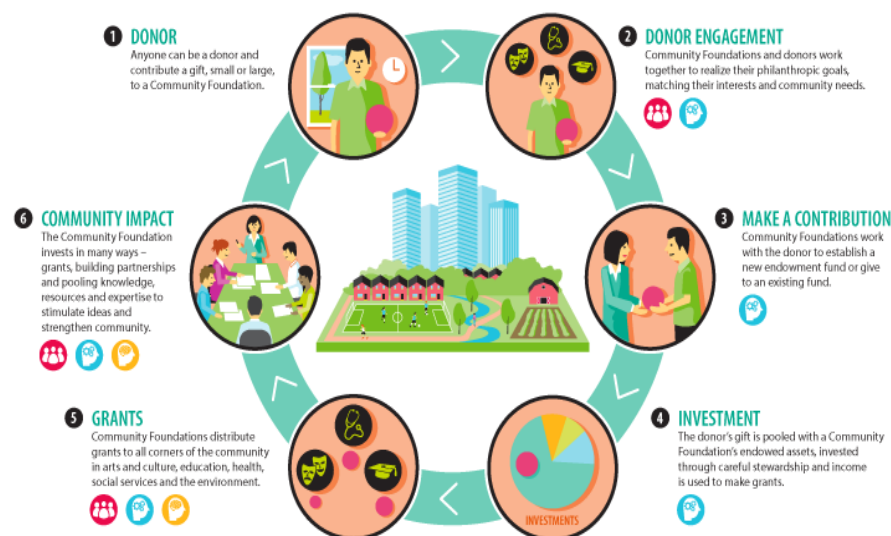 1 DONOR
Anyone can be a donor and
contribute a gift, small or large,
to a Community Foundation.
2 DONOR ENGAGEMENT
Community Foundations and donors work
together to realize their philanthropic goals,
matching their interests and community needs.
3 MAKE A CONTRIBUTION
Community Foundations work
with the donor to establish a
new endowment fund or give
to an existing fund.
4 INVESTMENT
The donor's gift is pooled with a Community
Foundation's endowed assets, invested
through careful stewardship and income
is used to make grants.
INVESTMENTS
5 GRANTS
Community Foundations distribute
grants to all corners of the community
in arts and culture, education, health,
social services and the environment.
6 COMMUNITY IMPACT
The Community Foundation
invests in many ways –
grants, building partnerships
and pooling knowledge,
resources and expertise to
stimulate ideas and
strengthen community.